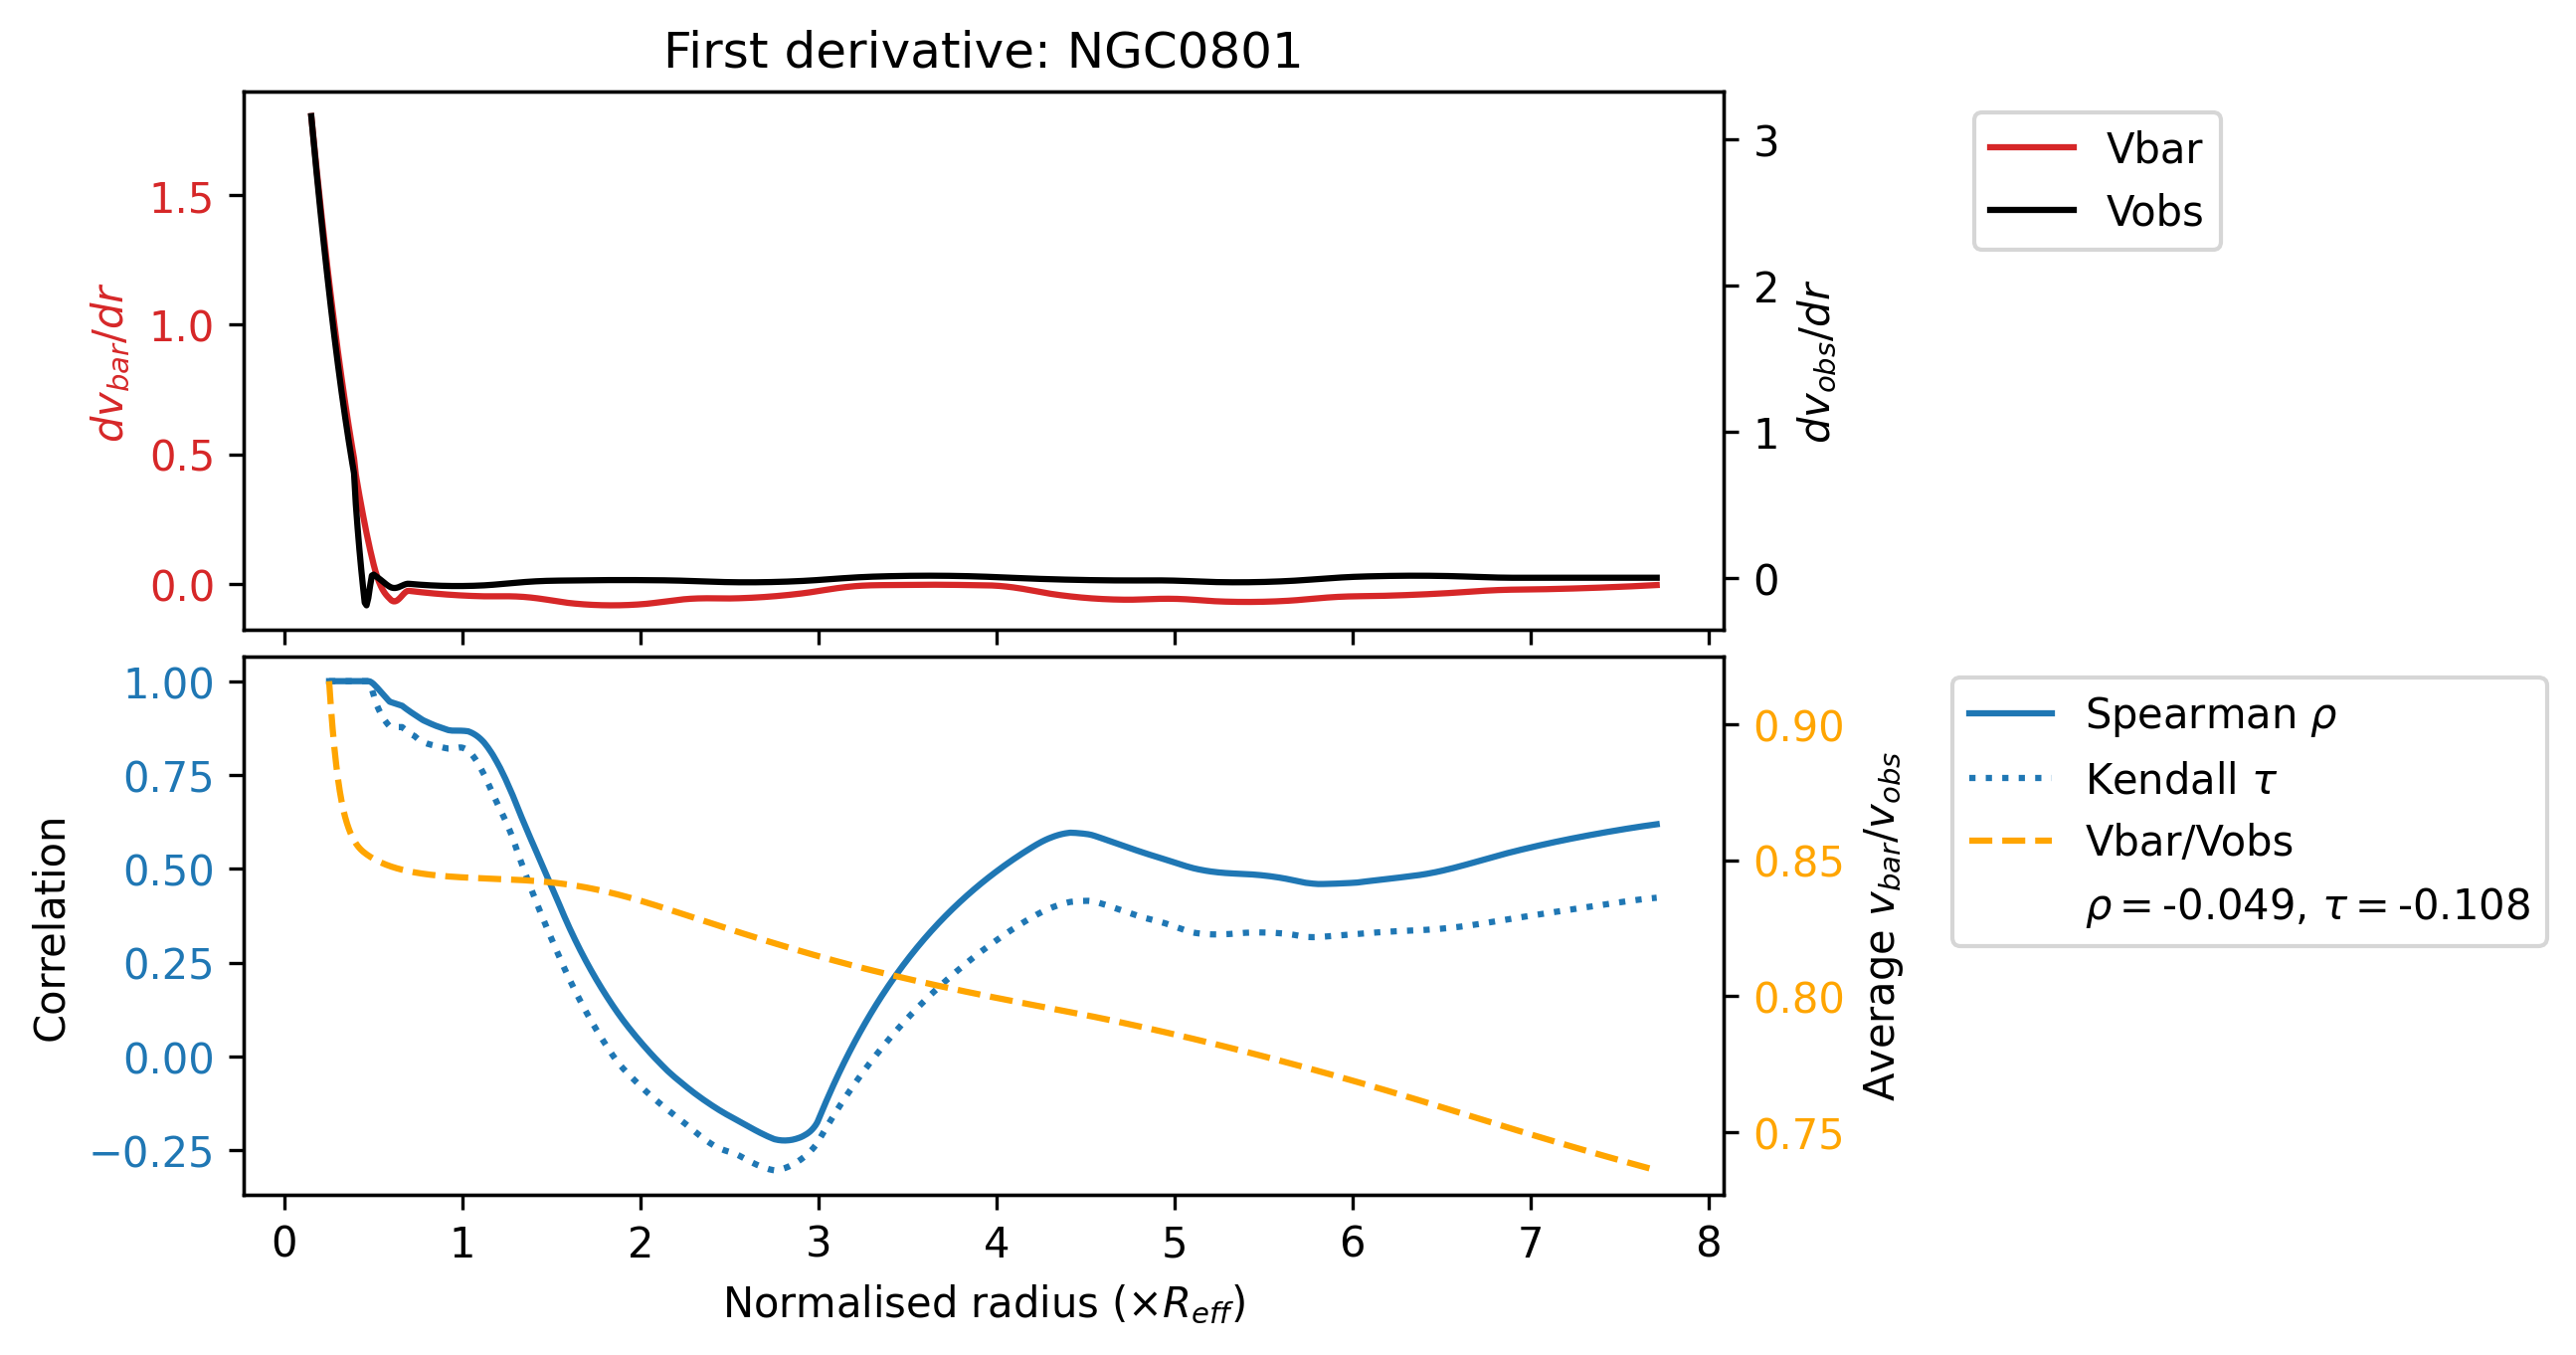 First derivative: NGC0801
dv_bar/dr
1.5
1.0
0.5
0.0
3
2
1
0
dv_obs/dr
Vbar
Vobs
Correlation
1.00
0.75
0.50
0.25
0.00
−0.25
0.90
0.85
0.80
0.75
Average v_bar/v_obs
Spearman ρ
Kendall τ
Vbar/Vobs
ρ = -0.049, τ = -0.108
0 1 2 3 4 5 6 7 8
Normalised radius (×R_eff)